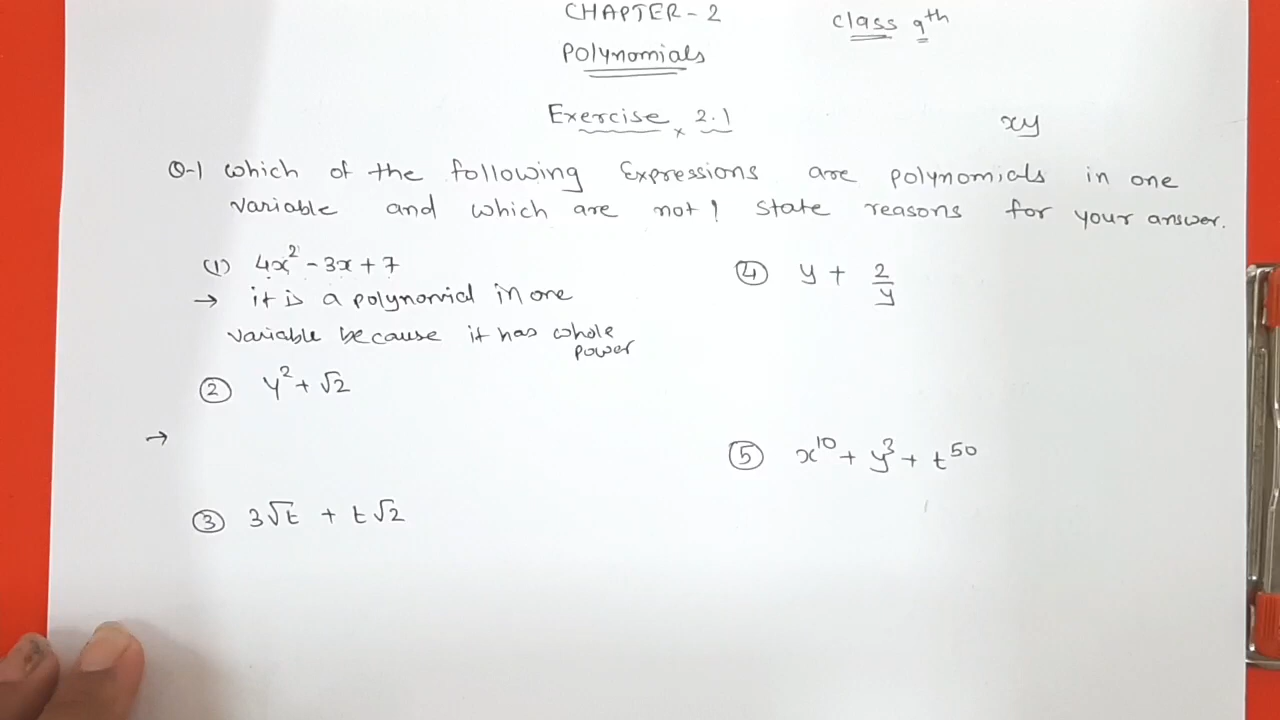 CHAPTER-2
Class 9th
Polynomials
Exercise 2.1
xy
Q-1 which of the following Expressions are polynomials in one
variable and which are not! State reasons for your answer.
(1) 4x² - 3x + 7
→ it is a polynomial in one
variable because it has whole
power
② y² + √2
→
③ 3√t + t√2
④ y + 2/y
⑤ x¹⁰ + y³ + t⁵⁰